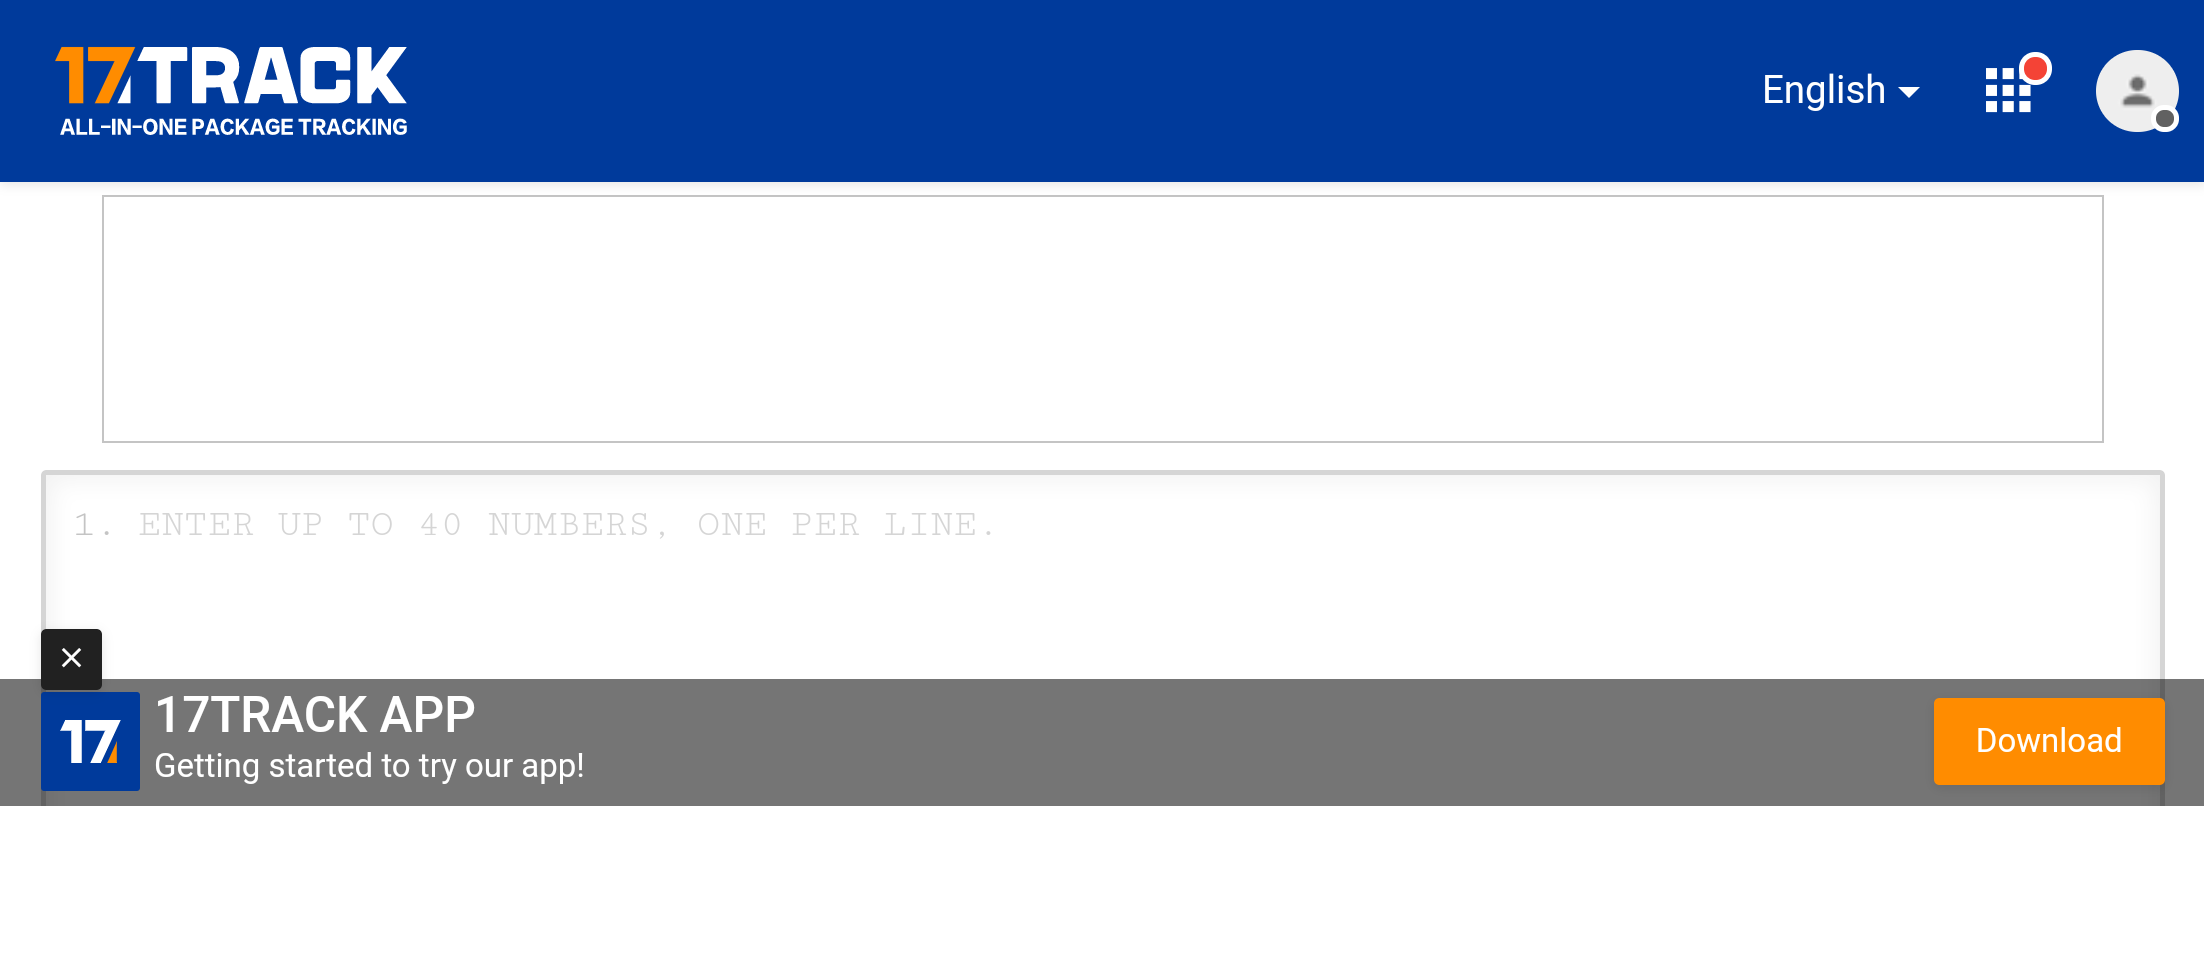 17TRACK
ALL-IN-ONE PACKAGE TRACKING
English
1. ENTER UP TO 40 NUMBERS, ONE PER LINE.
17
17TRACK APP
Getting started to try our app!
Download